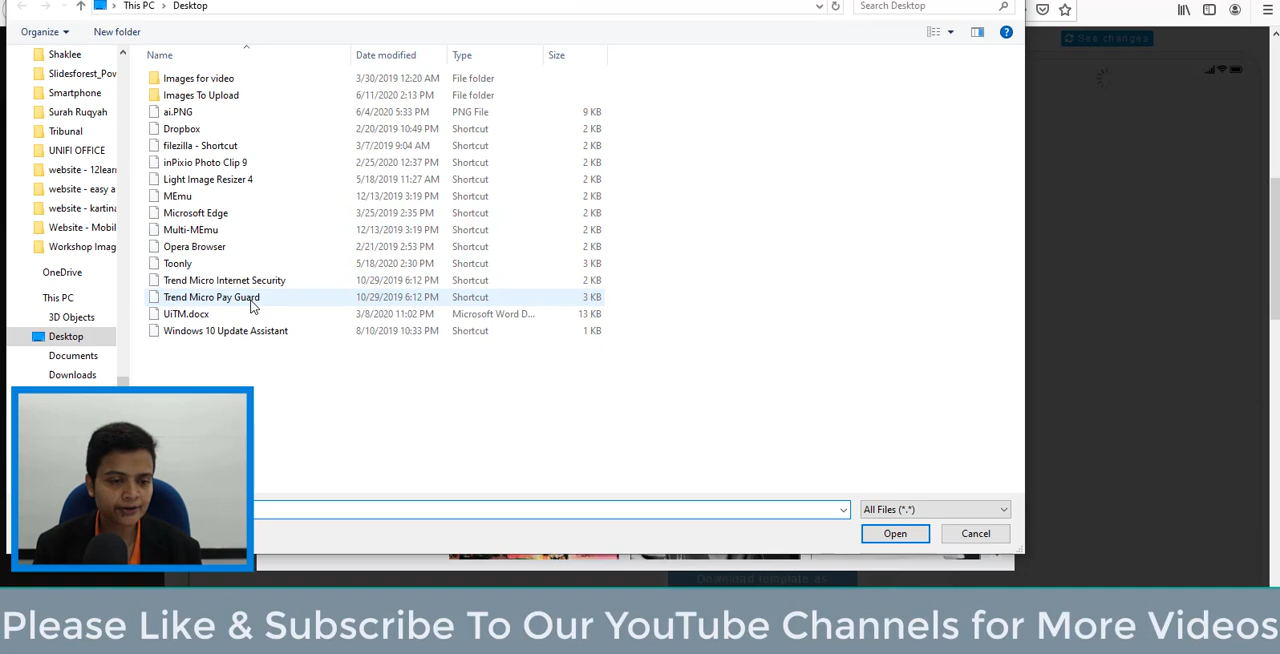 This PC > Desktop
Search Desktop
Organize
New folder
Name
Date modified
Type
Size
Shaklee
Slidesforest_Pov
Smartphone
Surah Ruqyah
Tribunal
UNIFI OFFICE
website - 12learn
website - easy a
website - kartina
Website - Mobil
Workshop Imag
OneDrive
This PC
3D Objects
Desktop
Documents
Downloads
Images for video 3/30/2019 12:20 AM File folder
Images To Upload 6/11/2020 2:13 PM File folder
ai.PNG 6/4/2020 5:33 PM PNG File 9 KB
Dropbox 2/20/2019 10:49 PM Shortcut 2 KB
filezilla - Shortcut 3/7/2019 9:04 AM Shortcut 2 KB
inPixio Photo Clip 9 2/25/2020 12:37 PM Shortcut 2 KB
Light Image Resizer 4 5/18/2020 11:27 AM Shortcut 2 KB
MEmu 12/13/2019 3:19 PM Shortcut 2 KB
Microsoft Edge 3/25/2020 2:35 PM Shortcut 2 KB
Multi-MEmu 12/13/2019 3:19 PM Shortcut 2 KB
Opera Browser 2/21/2019 2:53 PM Shortcut 2 KB
Toonly 5/18/2020 2:30 PM Shortcut 3 KB
Trend Micro Internet Security 10/29/2019 6:12 PM Shortcut 2 KB
Trend Micro Pay Guard 10/29/2019 6:12 PM Shortcut 3 KB
UiTM.docx 3/8/2020 11:02 PM Microsoft Word D... 13 KB
Windows 10 Update Assistant 8/10/2019 10:33 PM Shortcut 1 KB
All Files (*.*)
Open
Cancel
See changes
Download template as
Please Like & Subscribe To Our YouTube Channels for More Videos